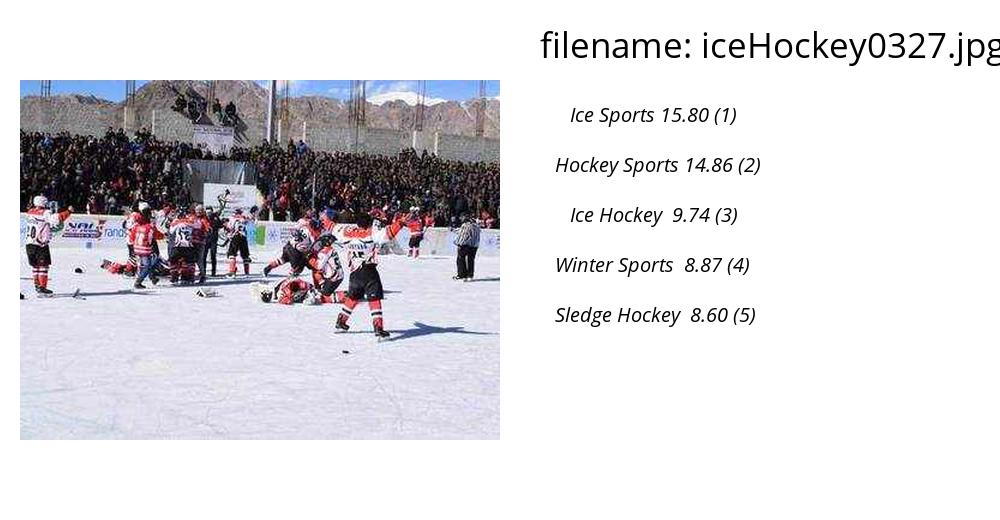 filename: iceHockey0327.jpg
Ice Sports 15.80 (1)
Hockey Sports 14.86 (2)
Ice Hockey 9.74 (3)
Winter Sports 8.87 (4)
Sledge Hockey 8.60 (5)